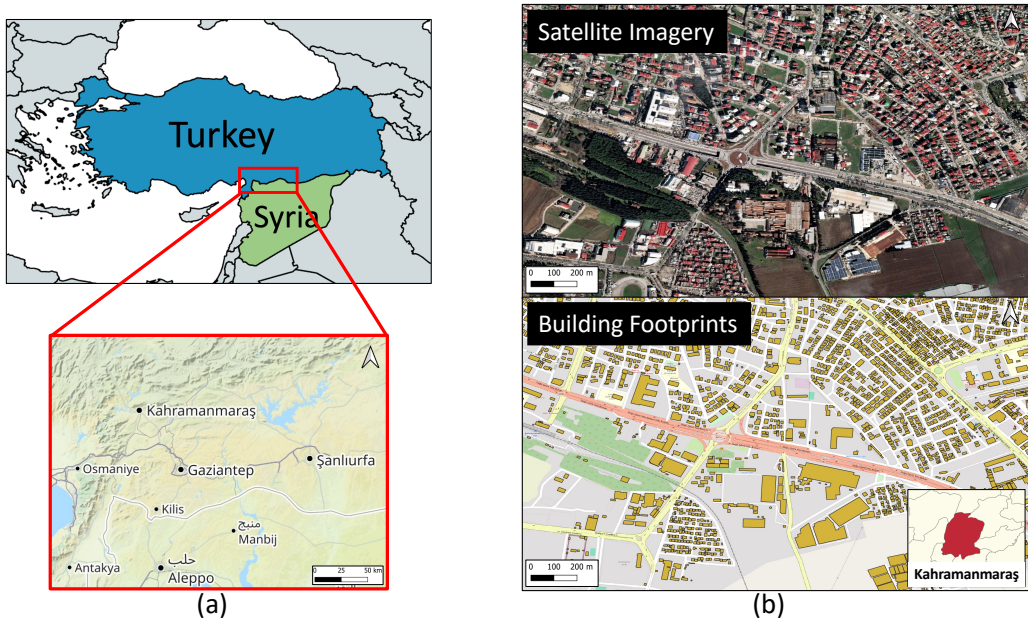 Turkey
Syria
Kahramanmaraş
Osmaniye
Gaziantep
Şanlıurfa
Kilis
منبج
Manbij
Antakya
حلب
Aleppo
0 25 50 km
(a)
Satellite Imagery
0 100 200 m
Building Footprints
0 100 200 m
Kahramanmaraş
(b)